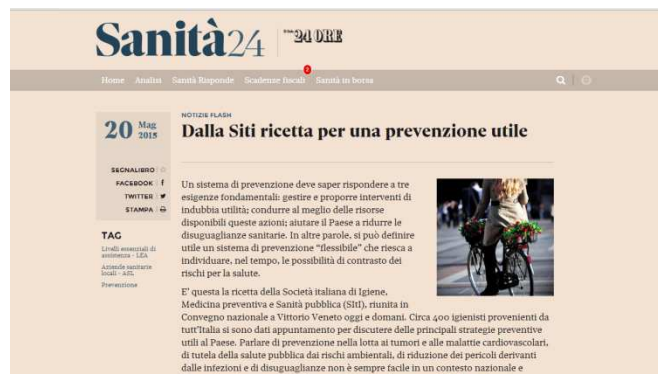 Sanità24
24 ORE
Home Analisi Sanità Risponde Scadenze fiscali Sanità in borsa
20 Mag 2015
NOTIZIE FLASH
Dalla Siti ricetta per una prevenzione utile
SEGNALIBRO
FACEBOOK f
TWITTER
STAMPA
TAG
Livelli essenziali di
assistenza - LEA
Aziende sanitarie
locali - ASL
Prevenzione
Un sistema di prevenzione deve saper rispondere a tre
esigenze fondamentali: gestire e proporre interventi di
indubbia utilità; condurre al meglio delle risorse
disponibili queste azioni; aiutare il Paese a ridurre le
disuguaglianze sanitarie. In altre parole, si può definire
utile un sistema di prevenzione "flessibile" che riesca a
individuare, nel tempo, le possibilità di contrasto dei
rischi per la salute.
E' questa la ricetta della Società italiana di Igiene,
Medicina preventiva e Sanità pubblica (SItI), riunita in
Convegno nazionale a Vittorio Veneto oggi e domani. Circa 400 igienisti provenienti da
tutt'Italia si sono dati appuntamento per discutere delle principali strategie preventive
utili al Paese. Parlare di prevenzione nella lotta ai tumori e alle malattie cardiovascolari,
di tutela della salute pubblica dai rischi ambientali, di riduzione dei pericoli derivanti
dalle infezioni e di disuguaglianze non è sempre facile in un contesto nazionale e